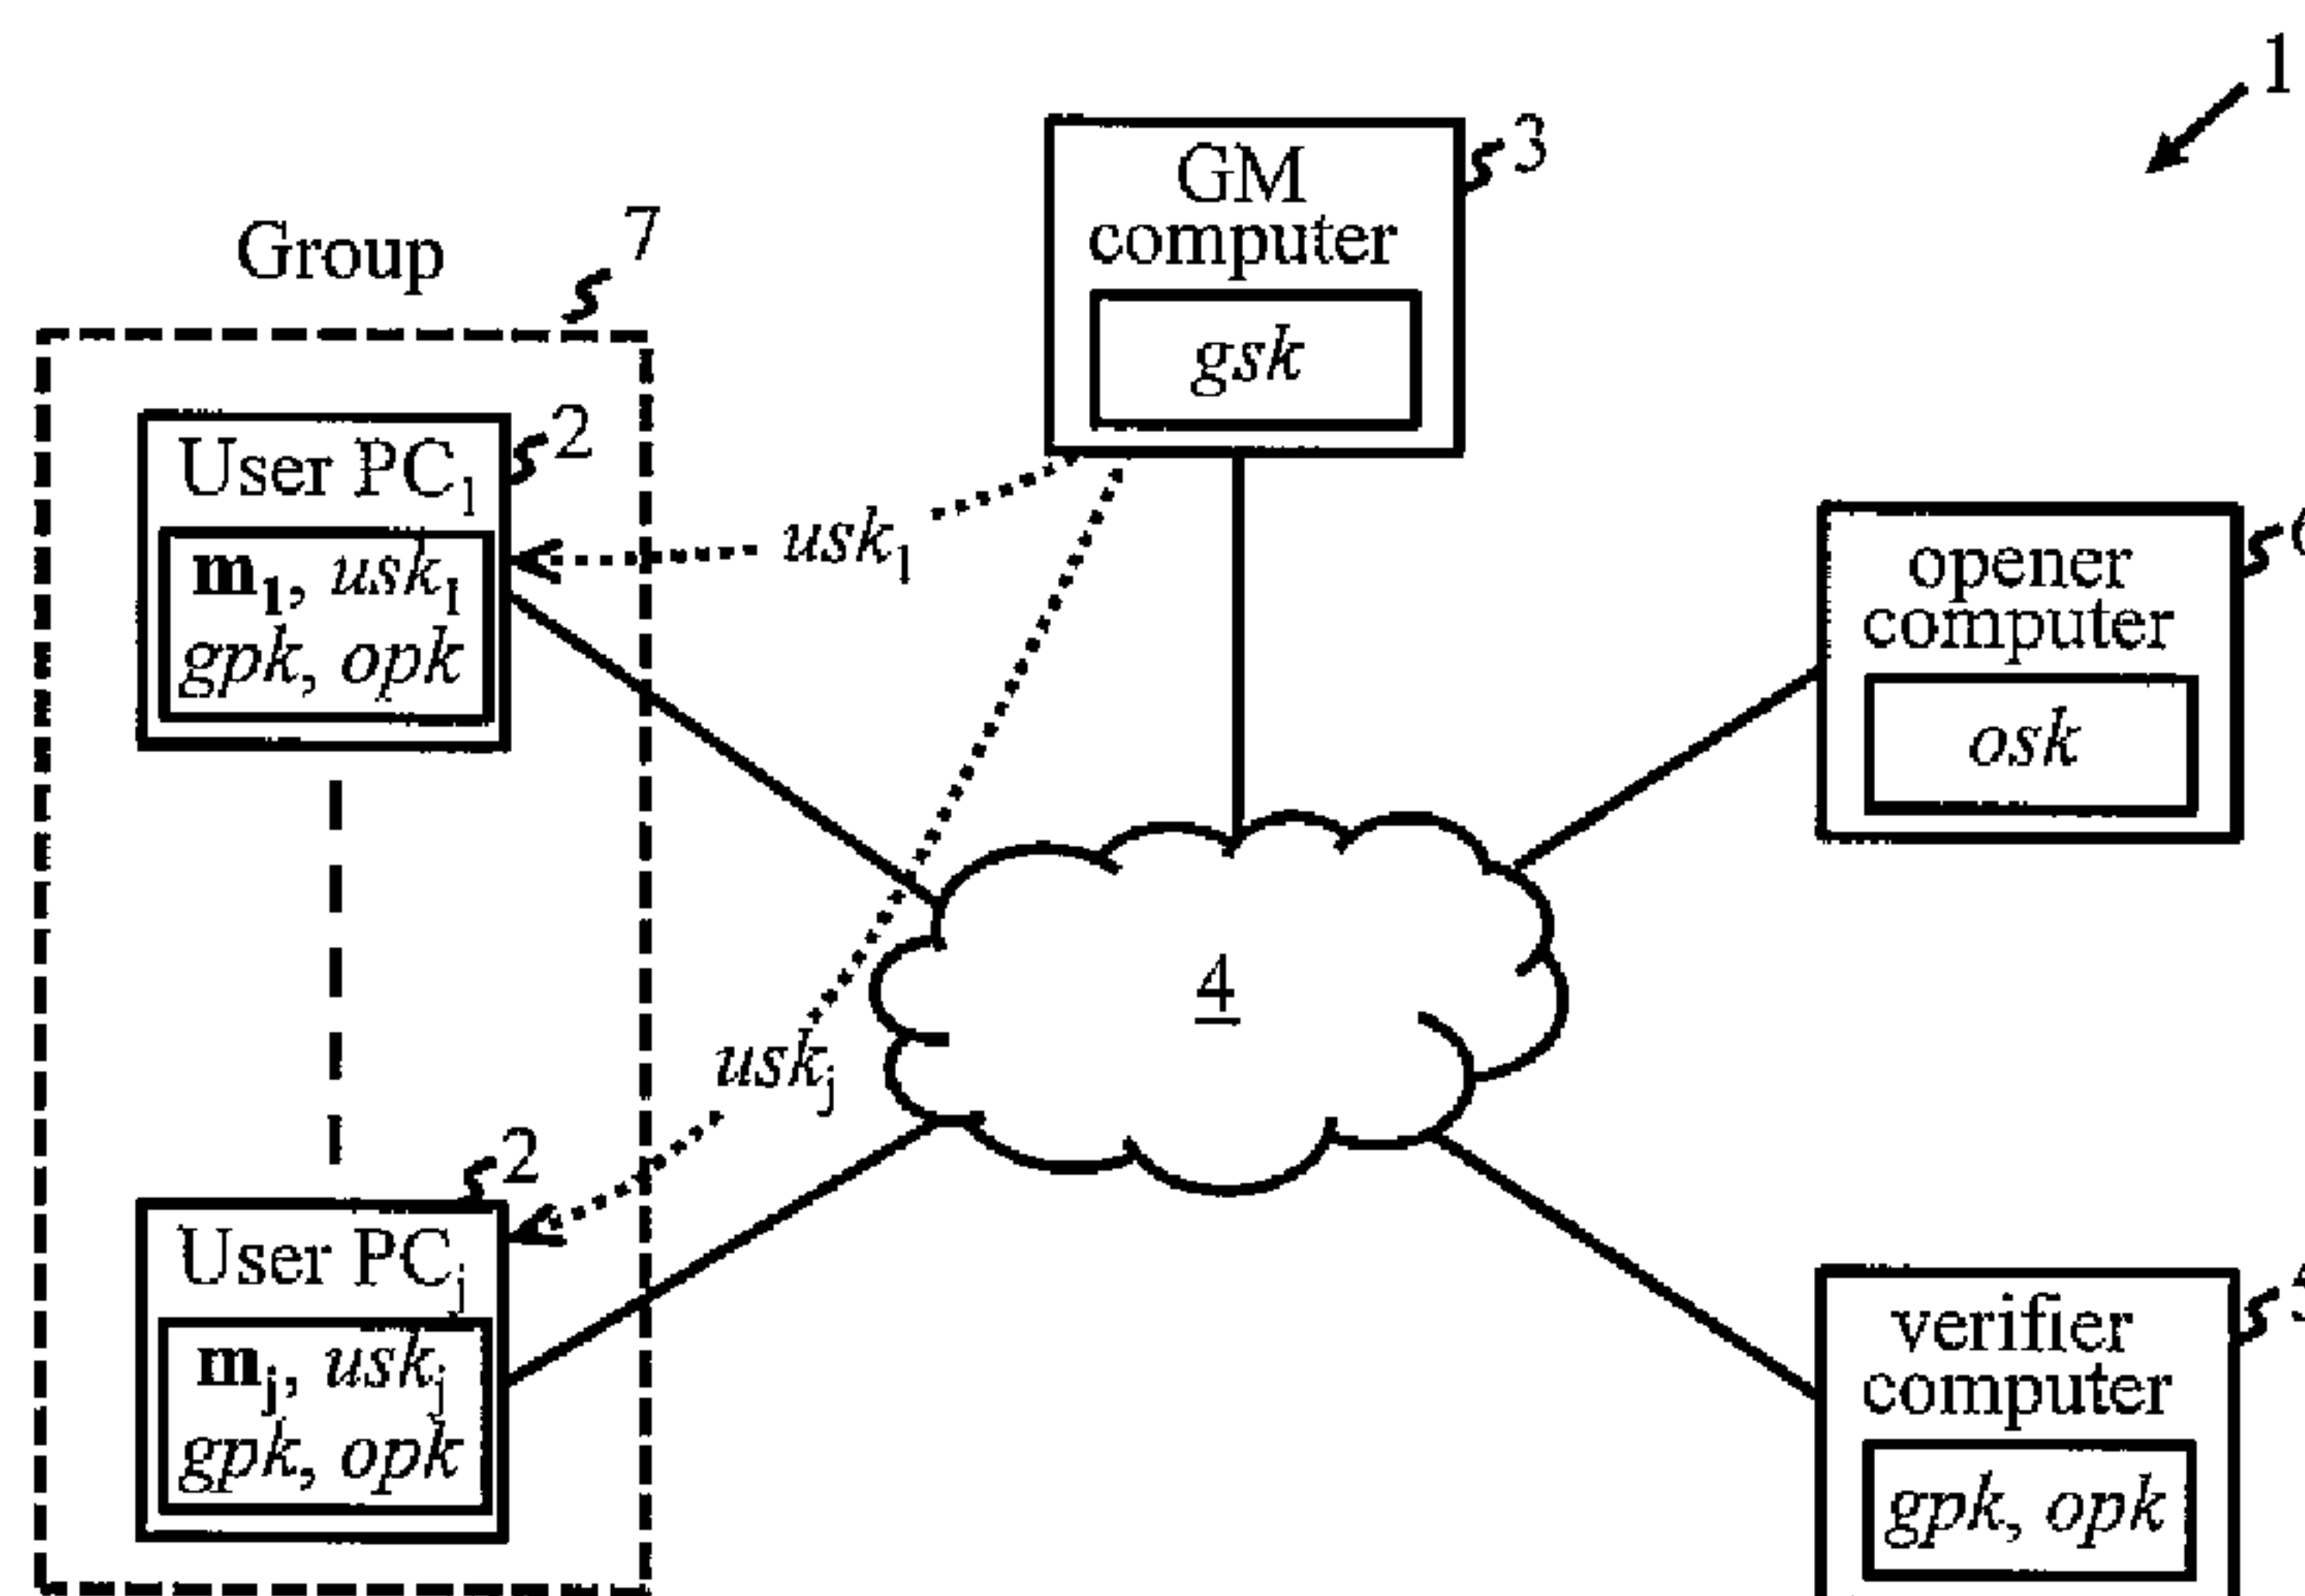 1
GM
computer
3
gsk
Group
7
User PC1
2
m1, usk1
gpk, opk
usk1
opener
computer
osk
4
uskj
User PCj
2
mj, uskj
gpk, opk
verifier
computer
gpk, opk